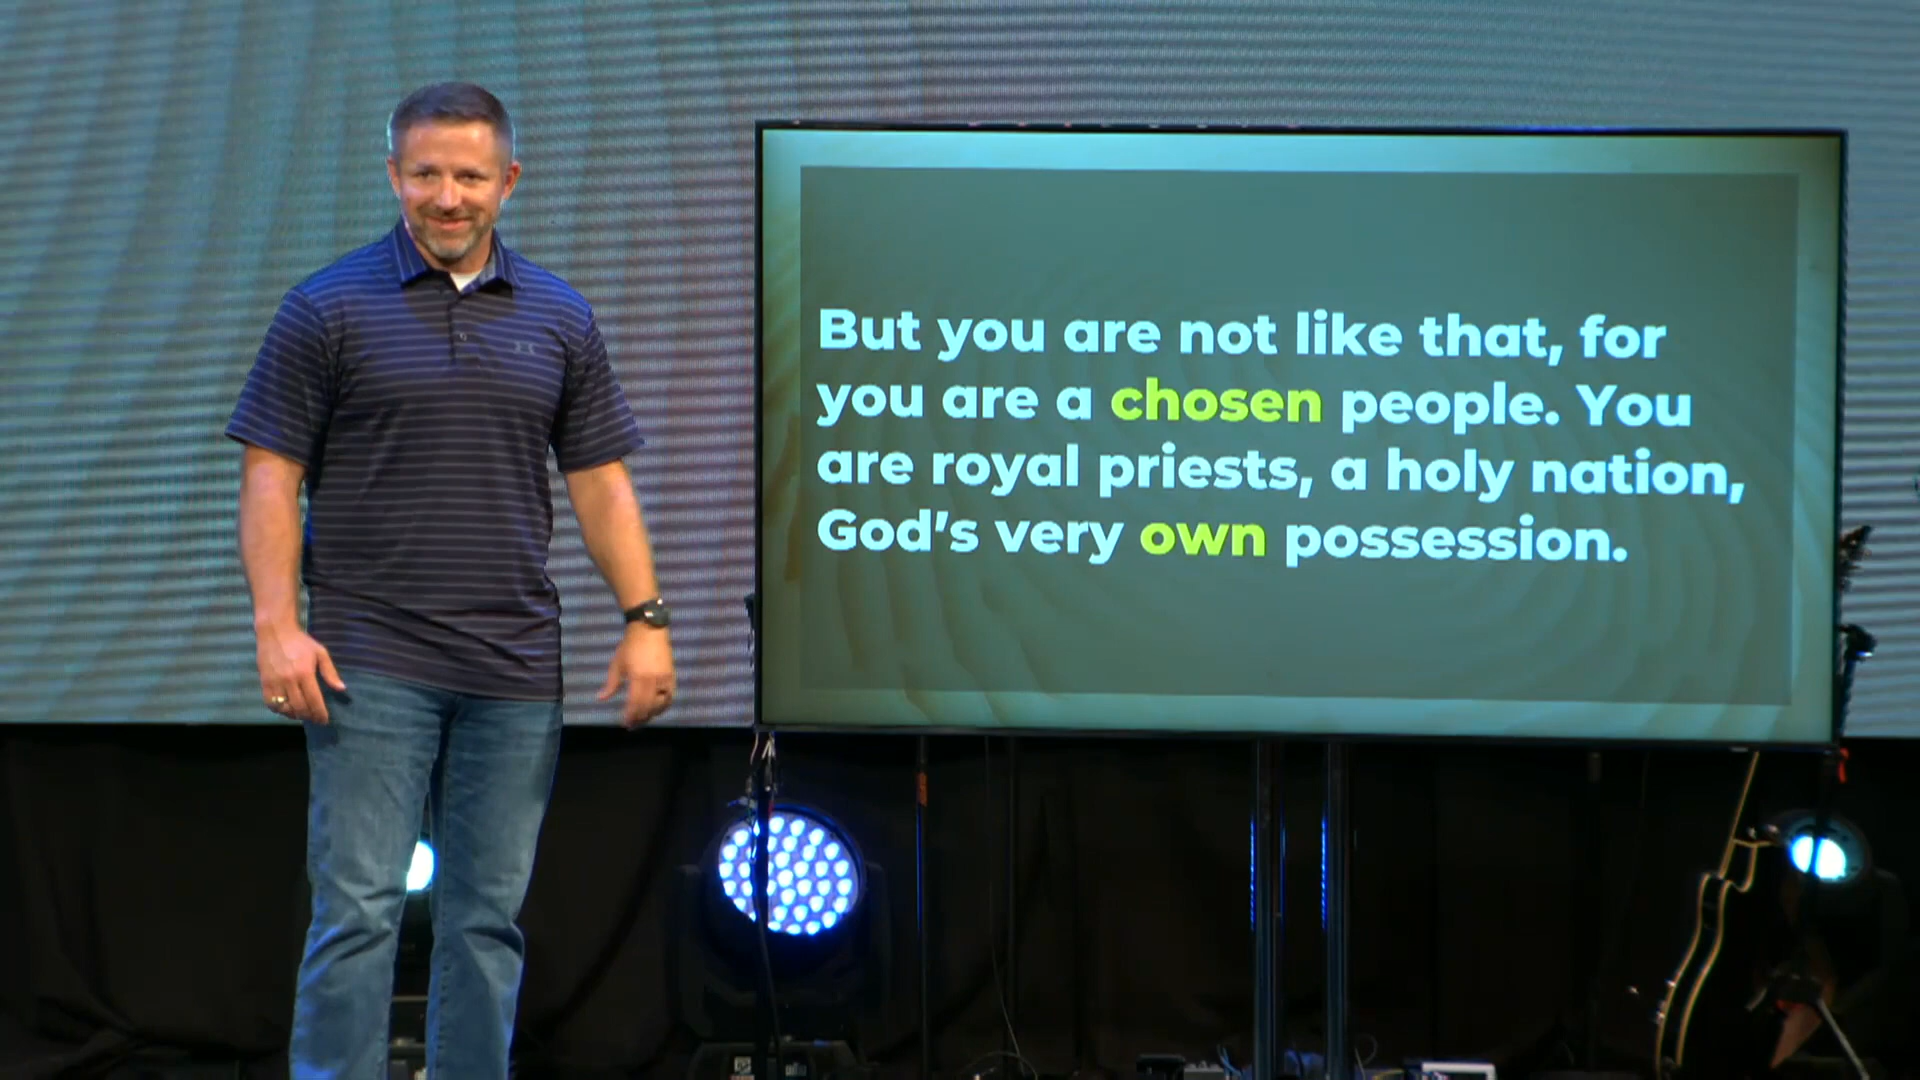 But you are not like that, for
you are a chosen people. You
are royal priests, a holy nation,
God's very own possession.